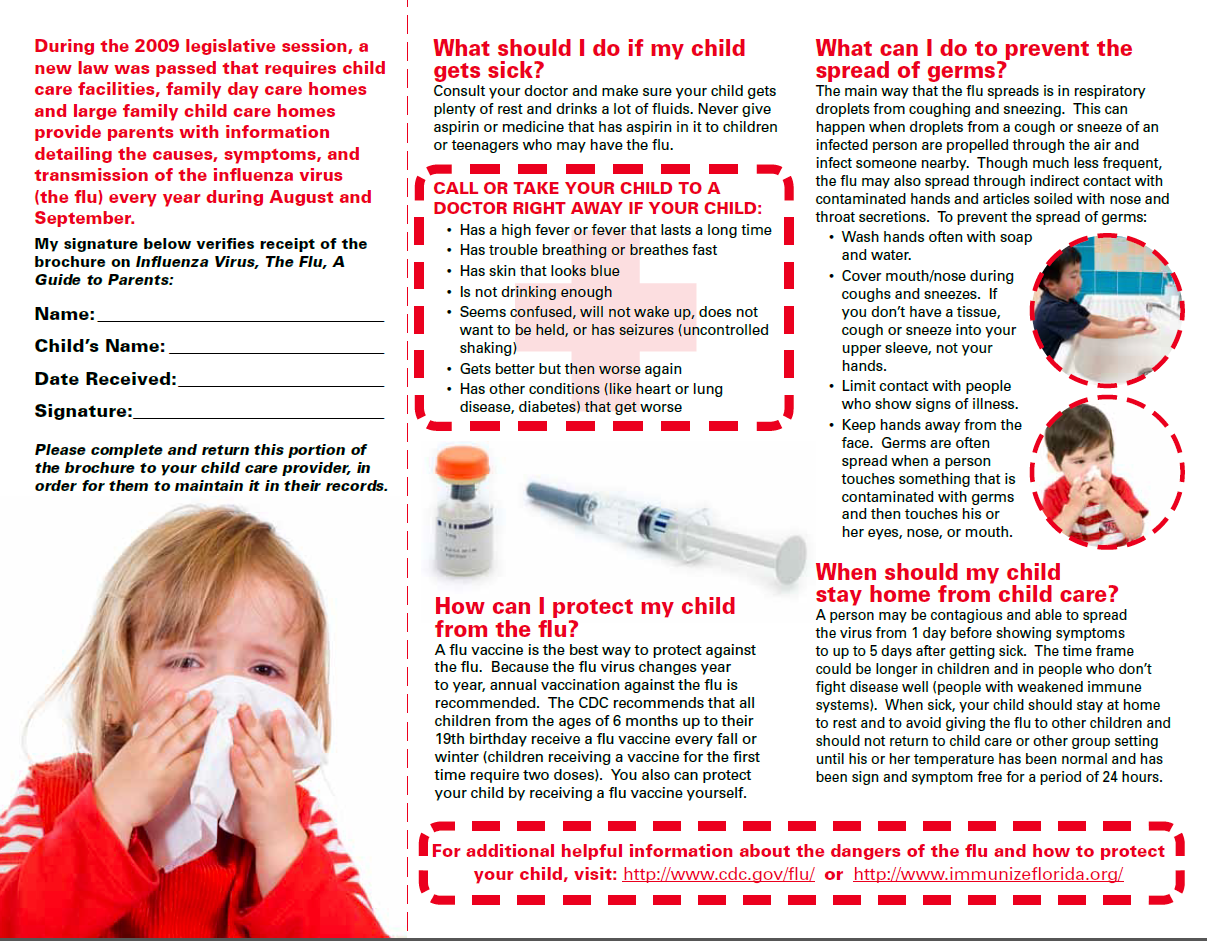 During the 2009 legislative session, a
new law was passed that requires child
care facilities, family day care homes
and large family child care homes
provide parents with information
detailing the causes, symptoms, and
transmission of the influenza virus
(the flu) every year during August and
September.
My signature below verifies receipt of the
brochure on Influenza Virus, The Flu, A
Guide to Parents:
Name:
Child's Name:
Date Received:
Signature:
Please complete and return this portion of
the brochure to your child care provider, in
order for them to maintain it in their records.
What should I do if my child
gets sick?
Consult your doctor and make sure your child gets
plenty of rest and drinks a lot of fluids. Never give
aspirin or medicine that has aspirin in it to children
or teenagers who may have the flu.
CALL OR TAKE YOUR CHILD TO A
DOCTOR RIGHT AWAY IF YOUR CHILD:
• Has a high fever or fever that lasts a long time
• Has trouble breathing or breathes fast
• Has skin that looks blue
• Is not drinking enough
• Seems confused, will not wake up, does not
want to be held, or has seizures (uncontrolled
shaking)
• Gets better but then worse again
• Has other conditions (like heart or lung
disease, diabetes) that get worse
How can I protect my child
from the flu?
A flu vaccine is the best way to protect against
the flu. Because the flu virus changes year
to year, annual vaccination against the flu is
recommended. The CDC recommends that all
children from the ages of 6 months up to their
19th birthday receive a flu vaccine every fall or
winter (children receiving a vaccine for the first
time require two doses). You also can protect
your child by receiving a flu vaccine yourself.
What can I do to prevent the
spread of germs?
The main way that the flu spreads is in respiratory
droplets from coughing and sneezing. This can
happen when droplets from a cough or sneeze of an
infected person are propelled through the air and
infect someone nearby. Though much less frequent,
the flu may also spread through indirect contact with
contaminated hands and articles soiled with nose and
throat secretions. To prevent the spread of germs:
• Wash hands often with soap
and water.
• Cover mouth/nose during
coughs and sneezes. If
you don't have a tissue,
cough or sneeze into your
upper sleeve, not your
hands.
• Limit contact with people
who show signs of illness.
• Keep hands away from the
face. Germs are often
spread when a person
touches something that is
contaminated with germs
and then touches his or
her eyes, nose, or mouth.
When should my child
stay home from child care?
A person may be contagious and able to spread
the virus from 1 day before showing symptoms
to up to 5 days after getting sick. The time frame
could be longer in children and in people who don't
fight disease well (people with weakened immune
systems). When sick, your child should stay at home
to rest and to avoid giving the flu to other children and
should not return to child care or other group setting
until his or her temperature has been normal and has
been sign and symptom free for a period of 24 hours.
For additional helpful information about the dangers of the flu and how to protect
your child, visit: http://www.cdc.gov/flu/ or http://www.immunizeflorida.org/